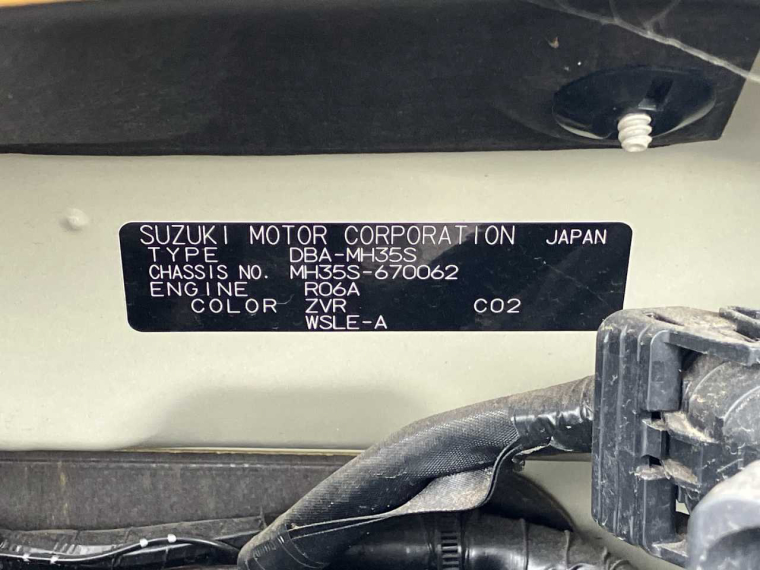 SUZUKI MOTOR CORPORATION JAPAN
TYPE DBA-MH35S
CHASSIS NO. MH35S-670062
ENGINE R06A
COLOR ZVR C02
WSLE-A